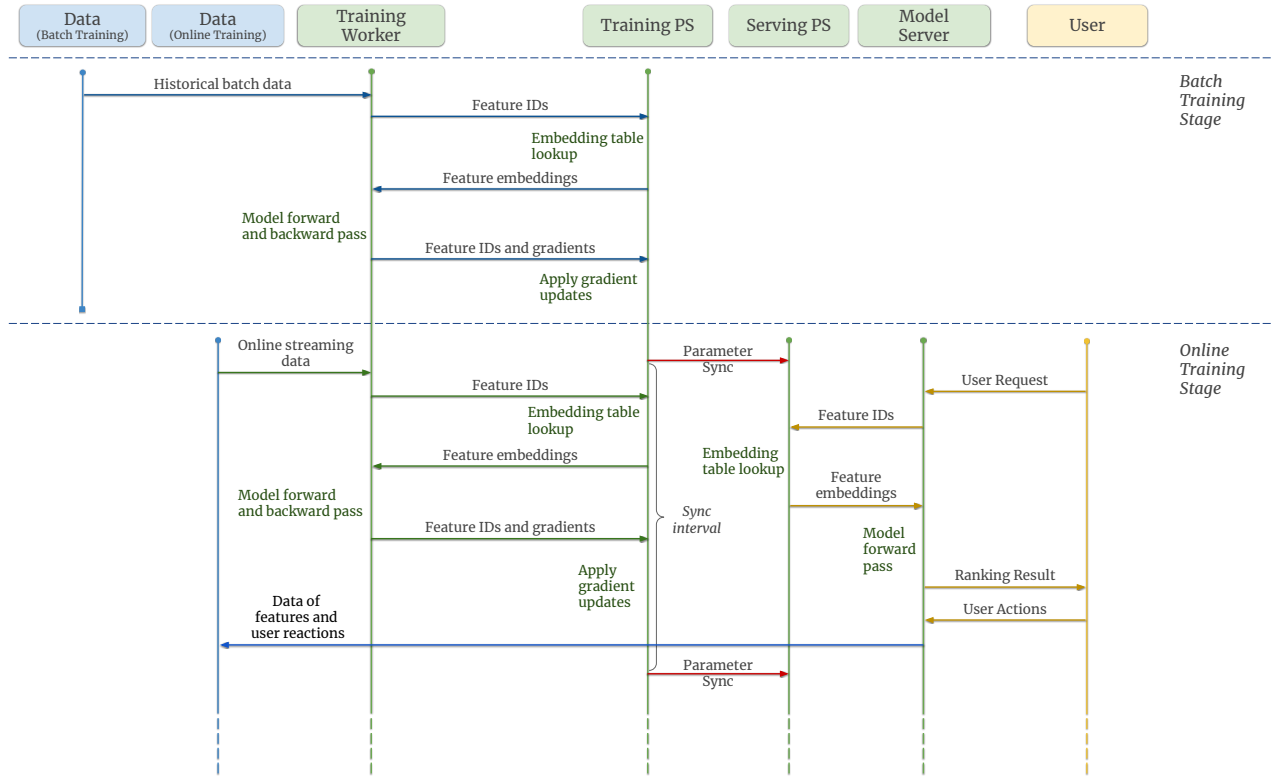 Data
(Batch Training)
Data
(Online Training)
Training
Worker
Training PS
Serving PS
Model
Server
User
Batch
Training
Stage
Historical batch data
Feature IDs
Embedding table
lookup
Feature embeddings
Model forward
and backward pass
Feature IDs and gradients
Apply gradient
updates
Online
Training
Stage
Online streaming
data
Parameter
Sync
User Request
Feature IDs
Embedding table
lookup
Feature IDs
Feature embeddings
Embedding
table lookup
Feature
embeddings
Model forward
and backward pass
Sync
interval
Feature IDs and gradients
Model
forward
pass
Apply
gradient
updates
Ranking Result
Data of
features and
user reactions
User Actions
Parameter
Sync